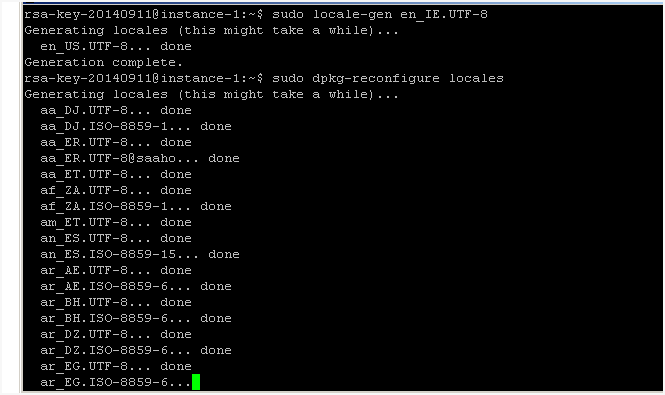 rsa-key-20140911@instance-1:~$ sudo locale-gen en_IE.UTF-8
Generating locales (this might take a while)...
  en_US.UTF-8... done
Generation complete.
rsa-key-20140911@instance-1:~$ sudo dpkg-reconfigure locales
Generating locales (this might take a while)...
  aa_DJ.UTF-8... done
  aa_DJ.ISO-8859-1... done
  aa_ER.UTF-8... done
  aa_ER.UTF-8@saaho... done
  aa_ET.UTF-8... done
  af_ZA.UTF-8... done
  af_ZA.ISO-8859-1... done
  am_ET.UTF-8... done
  an_ES.UTF-8... done
  an_ES.ISO-8859-15... done
  ar_AE.UTF-8... done
  ar_AE.ISO-8859-6... done
  ar_BH.UTF-8... done
  ar_BH.ISO-8859-6... done
  ar_DZ.UTF-8... done
  ar_DZ.ISO-8859-6... done
  ar_EG.UTF-8... done
  ar_EG.ISO-8859-6...